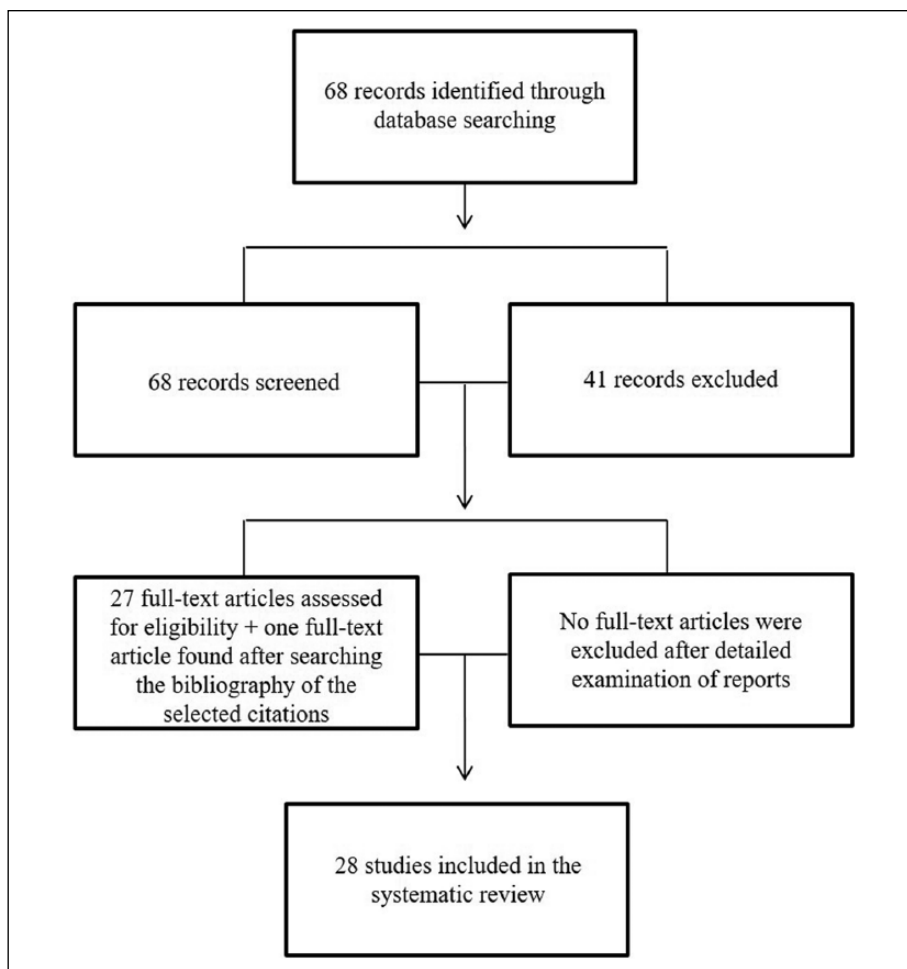 68 records identified through
database searching
68 records screened
41 records excluded
27 full-text articles assessed
for eligibility + one full-text
article found after searching
the bibliography of the
selected citations
No full-text articles were
excluded after detailed
examination of reports
28 studies included in the
systematic review